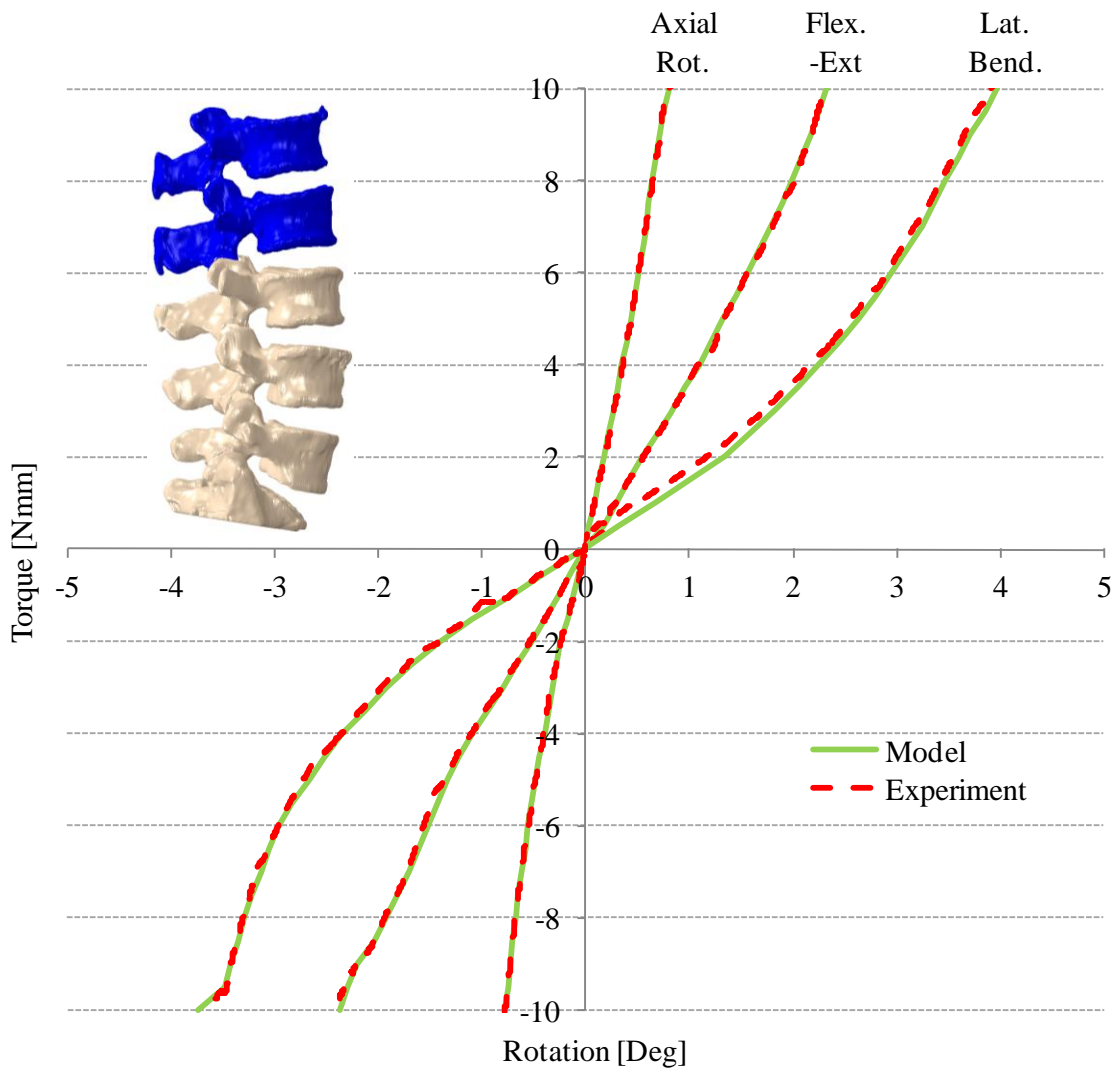 Axial Flex. Lat.
Rot. -Ext Bend.
10
8
6
4
2
0
-5 -4 -3 -2 -1 0 1 2 3 4 5
-2
-4
-6
-8
-10
Torque [Nmm]
Model
Experiment
Rotation [Deg]